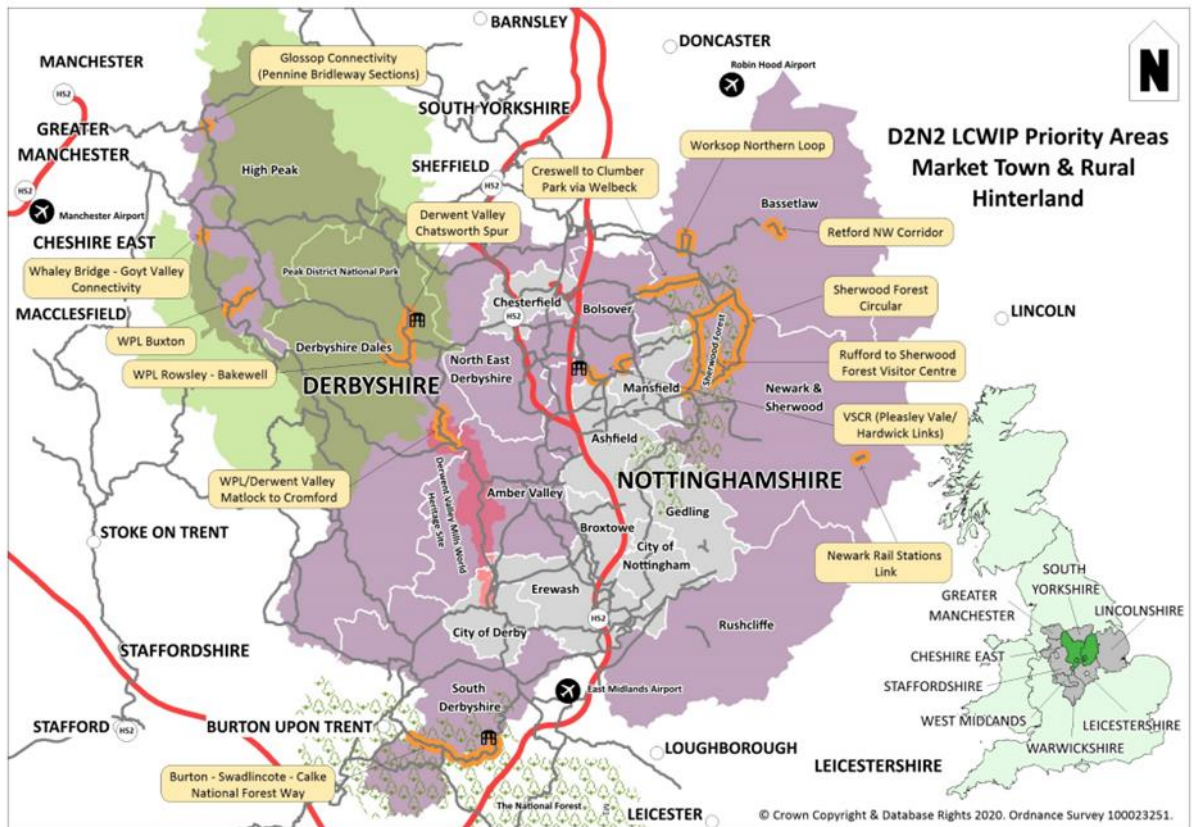 BARNSLEY
DONCASTER
Robin Hood Airport
N
MANCHESTER
HS2
Glossop Connectivity
(Pennine Bridleway Sections)
SOUTH YORKSHIRE
D2N2 LCWIP Priority Areas
Market Town & Rural
Hinterland
GREATER
MANCHESTER
HS2
Manchester Airport
High Peak
SHEFFIELD
HS2
Creswell to Clumber
Park via Welbeck
Worksop Northern Loop
Bassetlaw
Retford NW Corridor
CHESHIRE EAST
Derwent Valley
Chatsworth Spur
Whaley Bridge - Goyt Valley
Connectivity
Peak District National Park
Chesterfield
HS2
Bolsover
Sherwood Forest
Circular
MACCLESFIELD
LINCOLN
WPL Buxton
Derbyshire Dales
Sherwood Forest
WPL Rowsley - Bakewell
DERBYSHIRE
North East
Derbyshire
Mansfield
Newark &
Sherwood
Rufford to Sherwood
Forest Visitor Centre
VSCR (Pleasley Vale/
Hardwick Links)
Ashfield
WPL/Derwent Valley
Matlock to Cromford
NOTTINGHAMSHIRE
Derwent Valley Mills World
Heritage Site
Amber Valley
Gedling
Broxtowe
City of
Nottingham
STOKE ON TRENT
Newark Rail Stations
Link
Erewash
HS2
City of Derby
Rushcliffe
STAFFORDSHIRE
South
Derbyshire
East Midlands Airport
STAFFORD
HS2
BURTON UPON TRENT
LOUGHBOROUGH
Burton - Swadlincote - Calke
National Forest Way
The National Forest
LEICESTERSHIRE
LEICESTER
SOUTH
YORKSHIRE
GREATER
MANCHESTER
LINCOLNSHIRE
CHESHIRE EAST
STAFFORDSHIRE
WEST MIDLANDS
LEICESTERSHIRE
WARWICKSHIRE
© Crown Copyright & Database Rights 2020. Ordnance Survey 100023251.